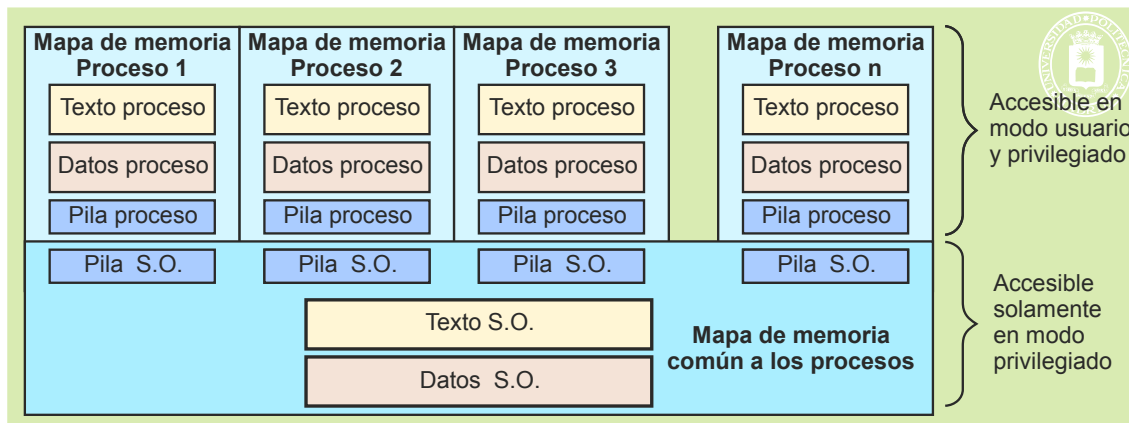 Mapa de memoria
Proceso 1
Texto proceso
Datos proceso
Pila proceso
Mapa de memoria
Proceso 2
Texto proceso
Datos proceso
Pila proceso
Mapa de memoria
Proceso 3
Texto proceso
Datos proceso
Pila proceso
Mapa de memoria
Proceso n
Texto proceso
Datos proceso
Pila proceso
Accesible en
modo usuario
y privilegiado
Pila S.O.
Pila S.O.
Pila S.O.
Pila S.O.
Texto S.O.
Datos S.O.
Mapa de memoria
común a los procesos
Accesible
solamente
en modo
privilegiado